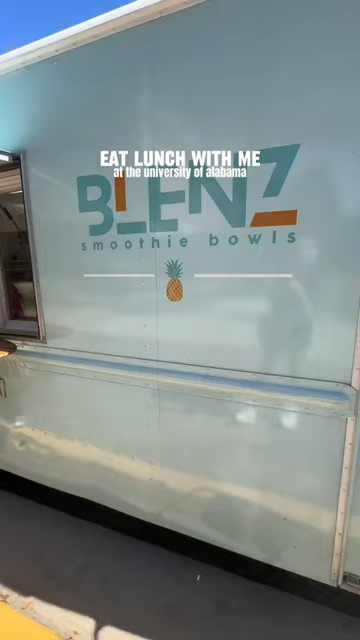 EAT LUNCH WITH ME
at the university of alabama
BLENZ
smoothie bowls